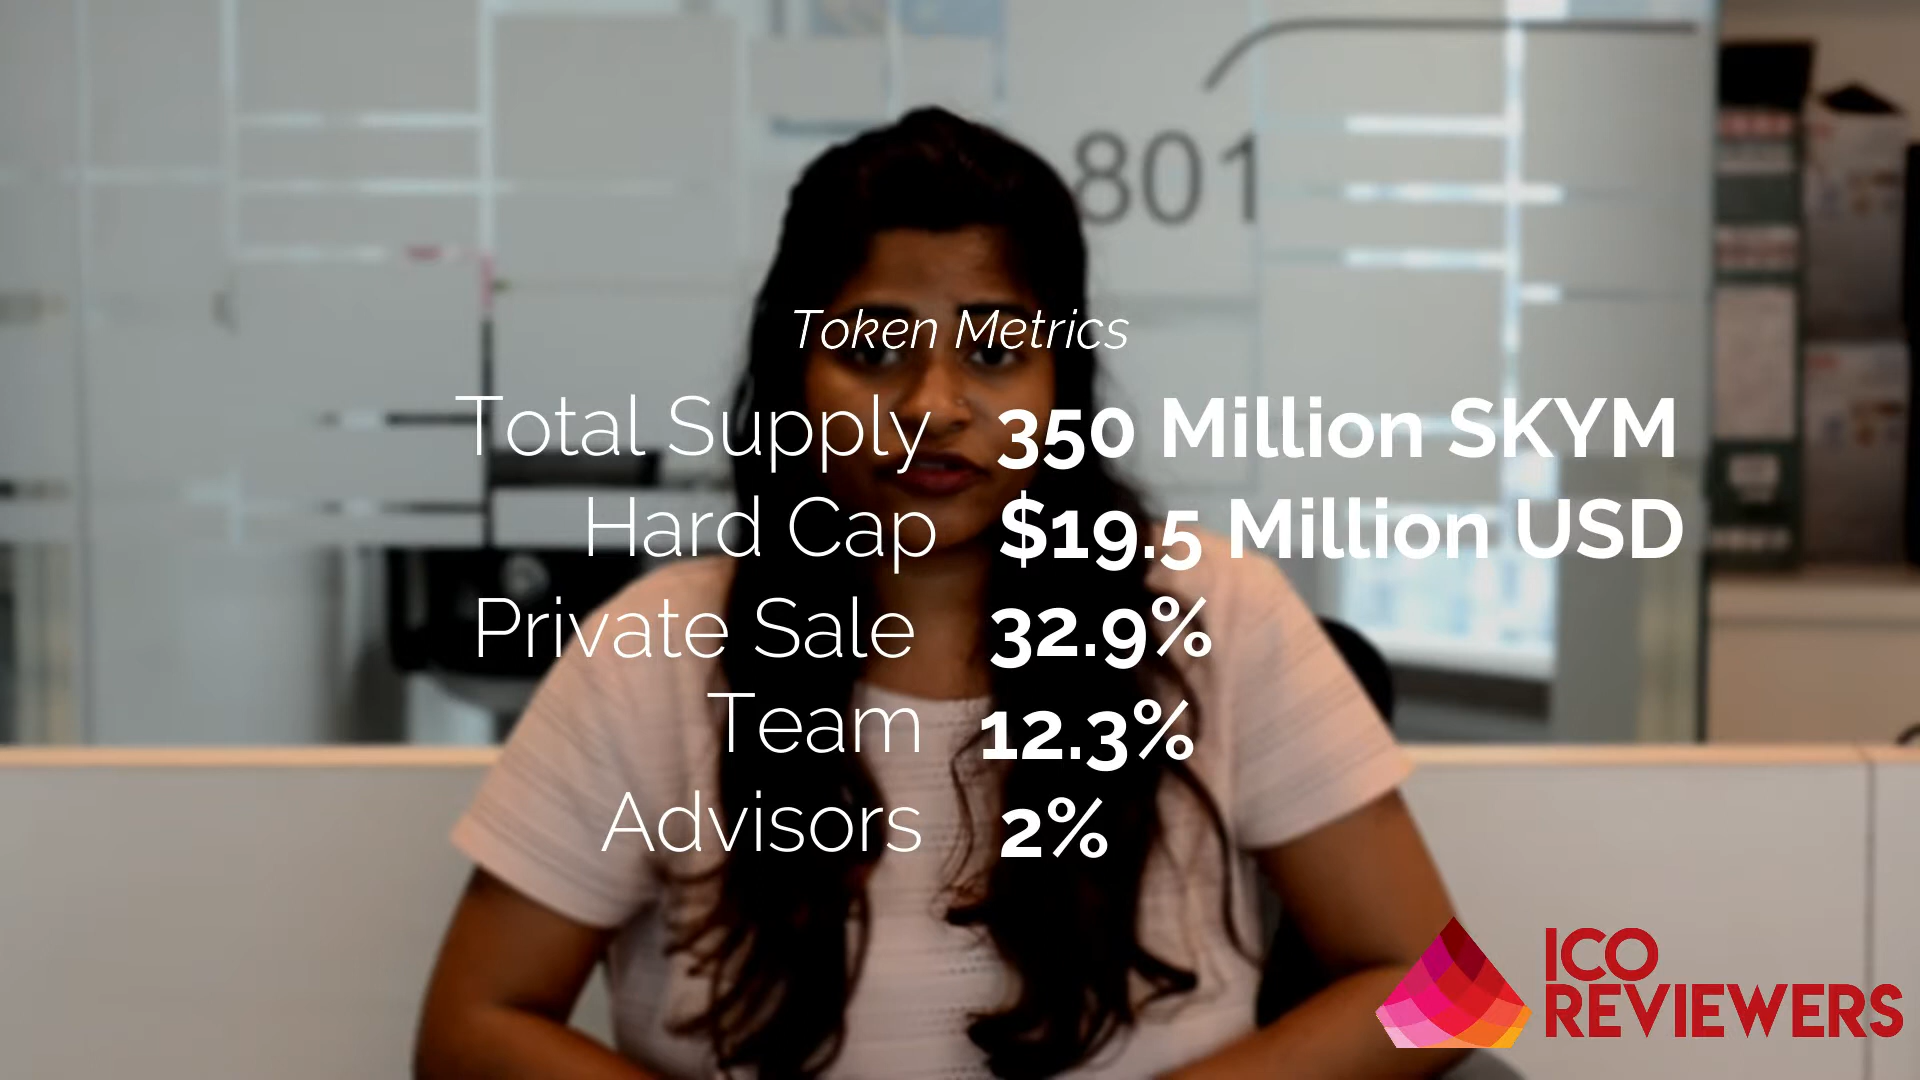 801
Token Metrics
Total Supply 350 Million SKYM
Hard Cap $19.5 Million USD
Private Sale 32.9%
Team 12.3%
Advisors 2%
ICO
REVIEWERS